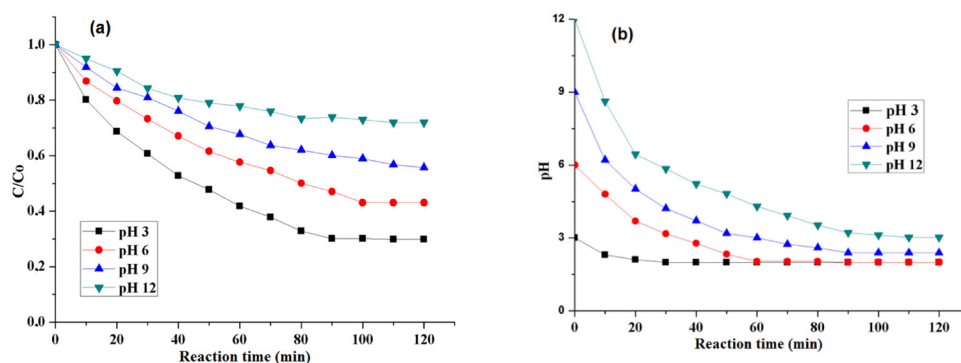 (a)
C/Co
1.0
0.8
0.6
0.4
0.2
0.0
pH 3
pH 6
pH 9
pH 12
0 20 40 60 80 100 120
Reaction time (min)
(b)
pH
12
9
6
3
0
pH 3
pH 6
pH 9
pH 12
0 20 40 60 80 100 120
Reaction time (min)